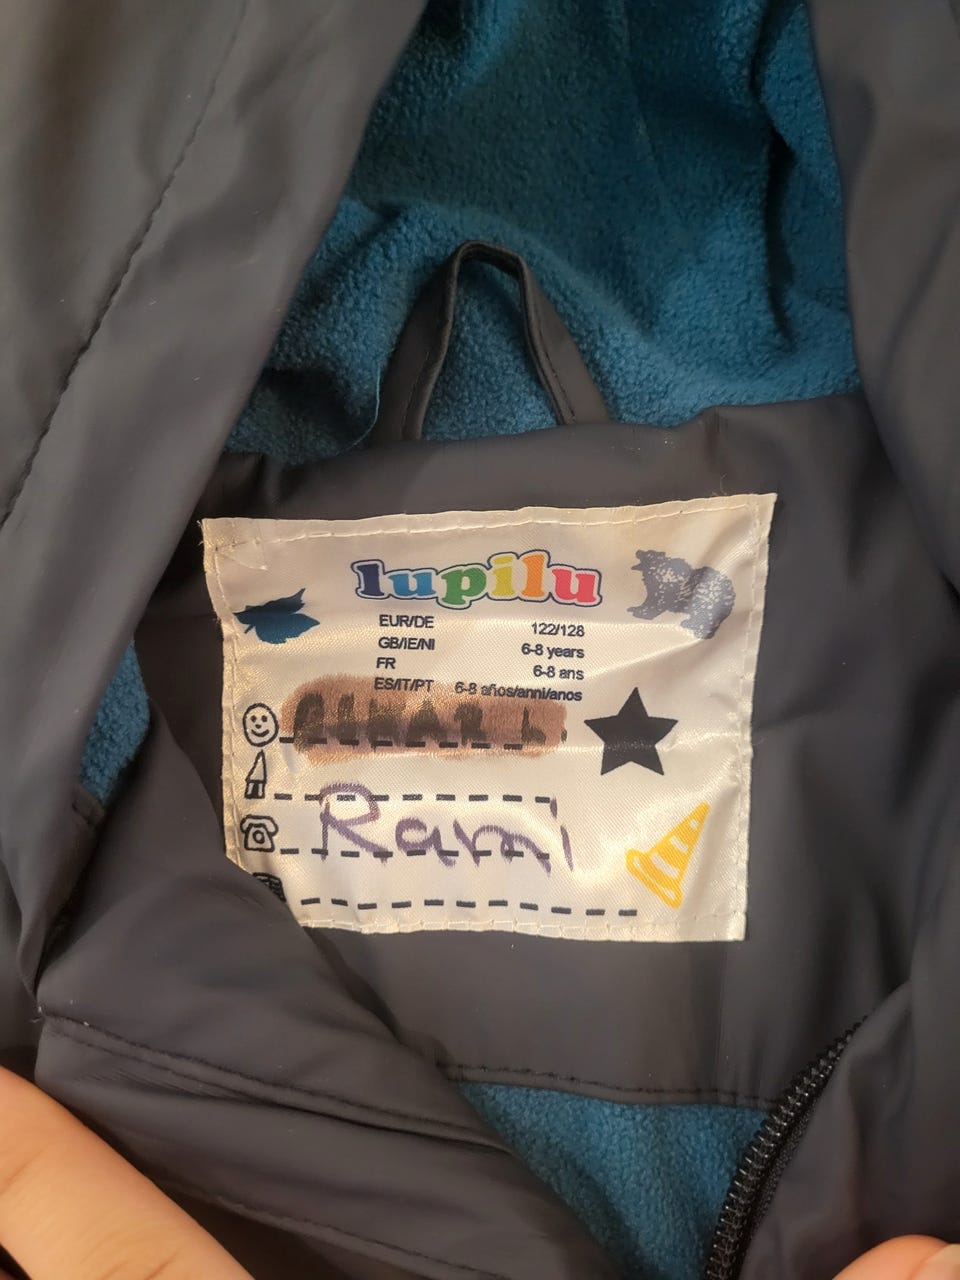 lupilu
EUR/DE 122/128
GB/IE/NI 6-8 years
FR 6-8 ans
ES/IT/PT 6-8 años/anni/anos
Rami